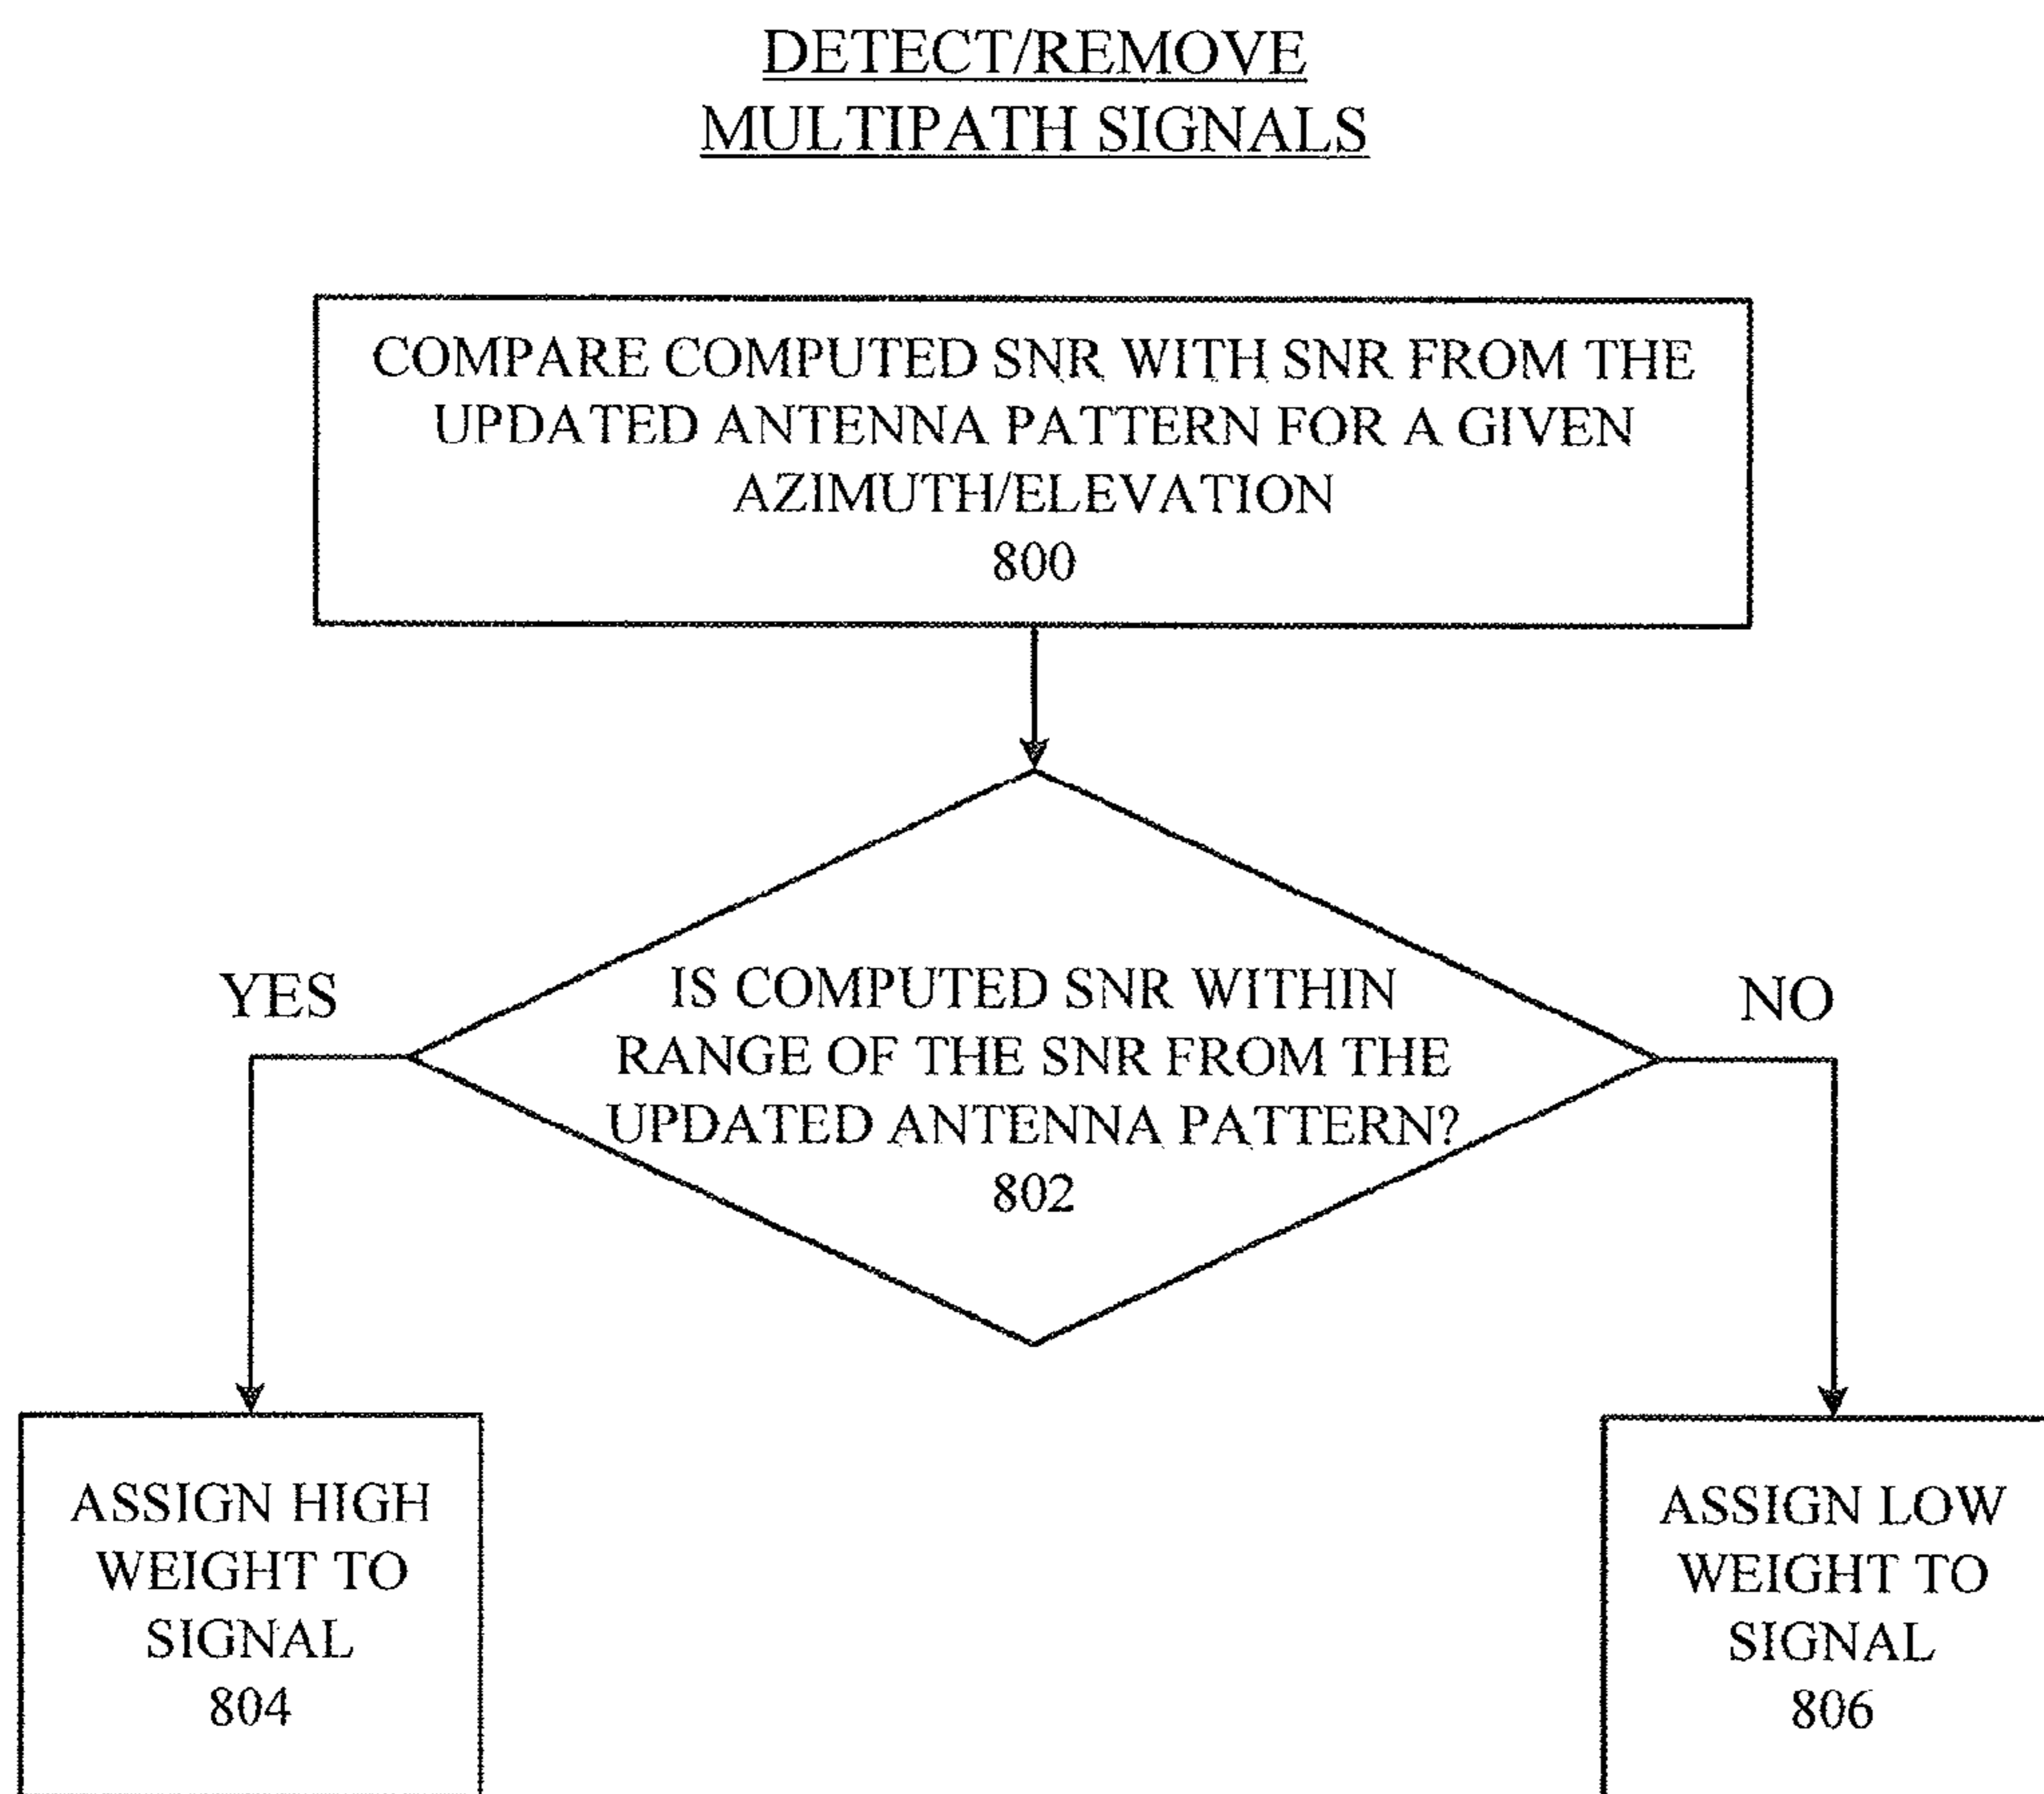 DETECT/REMOVE
MULTIPATH SIGNALS
COMPARE COMPUTED SNR WITH SNR FROM THE
UPDATED ANTENNA PATTERN FOR A GIVEN
AZIMUTH/ELEVATION
800
YES
NO
IS COMPUTED SNR WITHIN
RANGE OF THE SNR FROM THE
UPDATED ANTENNA PATTERN?
802
ASSIGN HIGH
WEIGHT TO
SIGNAL
804
ASSIGN LOW
WEIGHT TO
SIGNAL
806